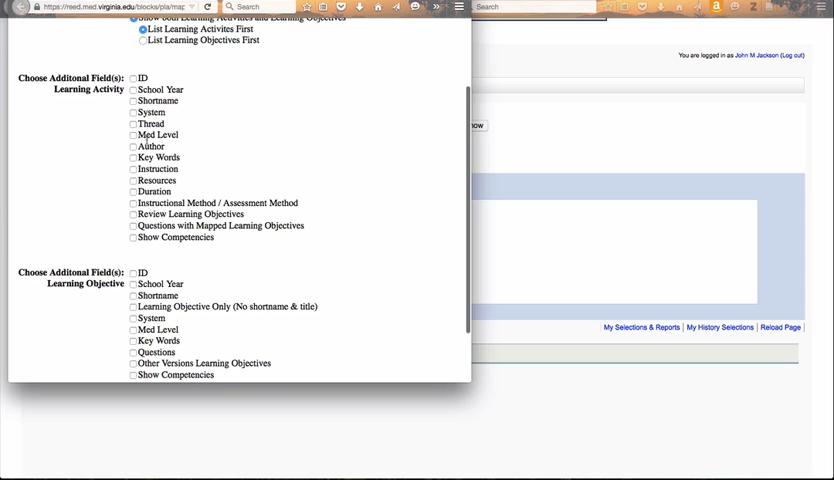 https://reed.med.virginia.edu/blocks/pla/map
Search
Search
Show both Learning Activites and Learning Objectives
List Learning Activites First
List Learning Objectives First
You are logged in as John M Jackson (Log out)
Choose Additonal Field(s): ID
Learning Activity School Year
Shortname
System
Thread
Med Level
Author
Key Words
Instruction
Resources
Duration
Instructional Method / Assessment Method
Review Learning Objectives
Questions with Mapped Learning Objectives
Show Competencies
Choose Additonal Field(s): ID
Learning Objective School Year
Shortname
Learning Objective Only (No shortname & title)
System
Med Level
Key Words
Questions
Other Versions Learning Objectives
Show Competencies
My Selections & Reports | My History Selections | Reload Page